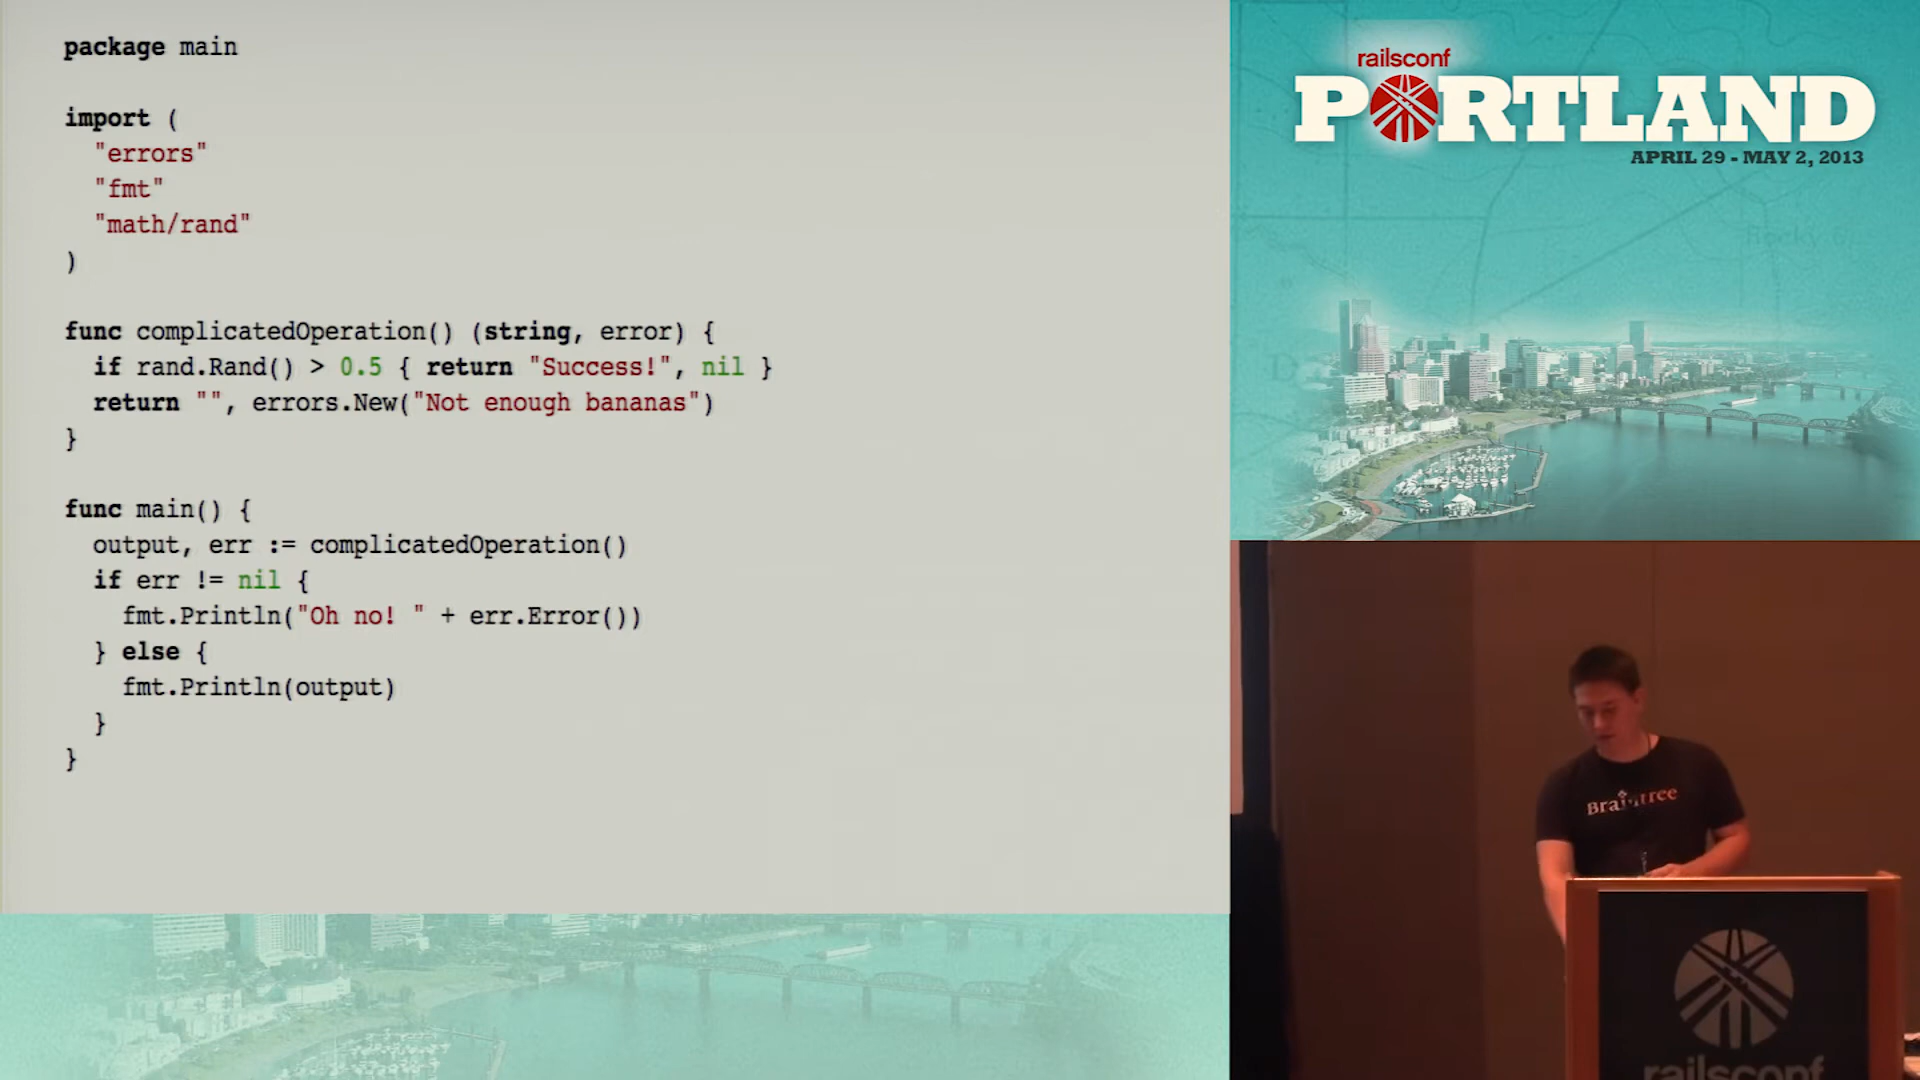 package main
import (
"errors"
"fmt"
"math/rand"
)
func complicatedOperation() (string, error) {
if rand.Rand() > 0.5 { return "Success!", nil }
return "", errors.New("Not enough bananas")
}
func main() {
output, err := complicatedOperation()
if err != nil {
fmt.Println("Oh no! " + err.Error())
} else {
fmt.Println(output)
}
}
railsconf
PORTLAND
APRIL 29 - MAY 2, 2013
Braintree
railsconf